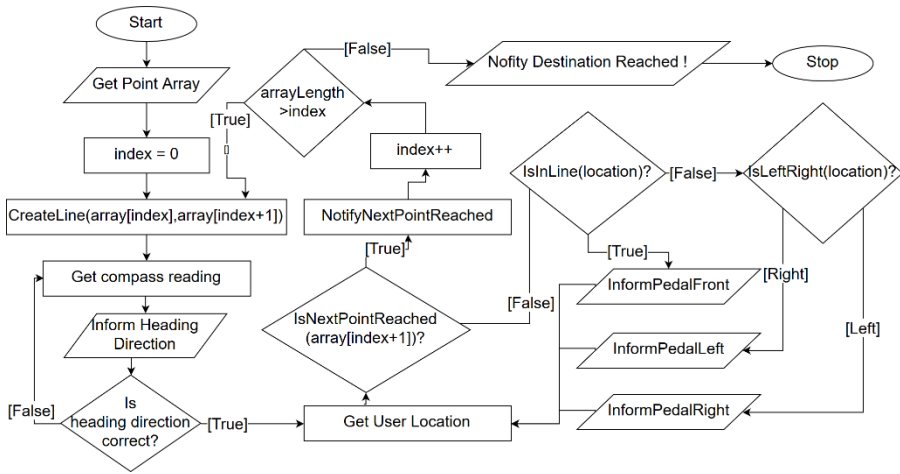 Start
[False]
Nofity Destination Reached !
Stop
Get Point Array
arrayLength
>index
[True]
[]
index = 0
index++
IsInLine(location)?
[False]
IsLeftRight(location)?
CreateLine(array[index],array[index+1])
NotifyNextPointReached
[True]
[True]
Get compass reading
[Right]
InformPedalFront
[False]
Inform Heading
Direction
IsNextPointReached
(array[index+1])?
[Left]
InformPedalLeft
Is
heading direction
correct?
[False]
[True]
Get User Location
InformPedalRight